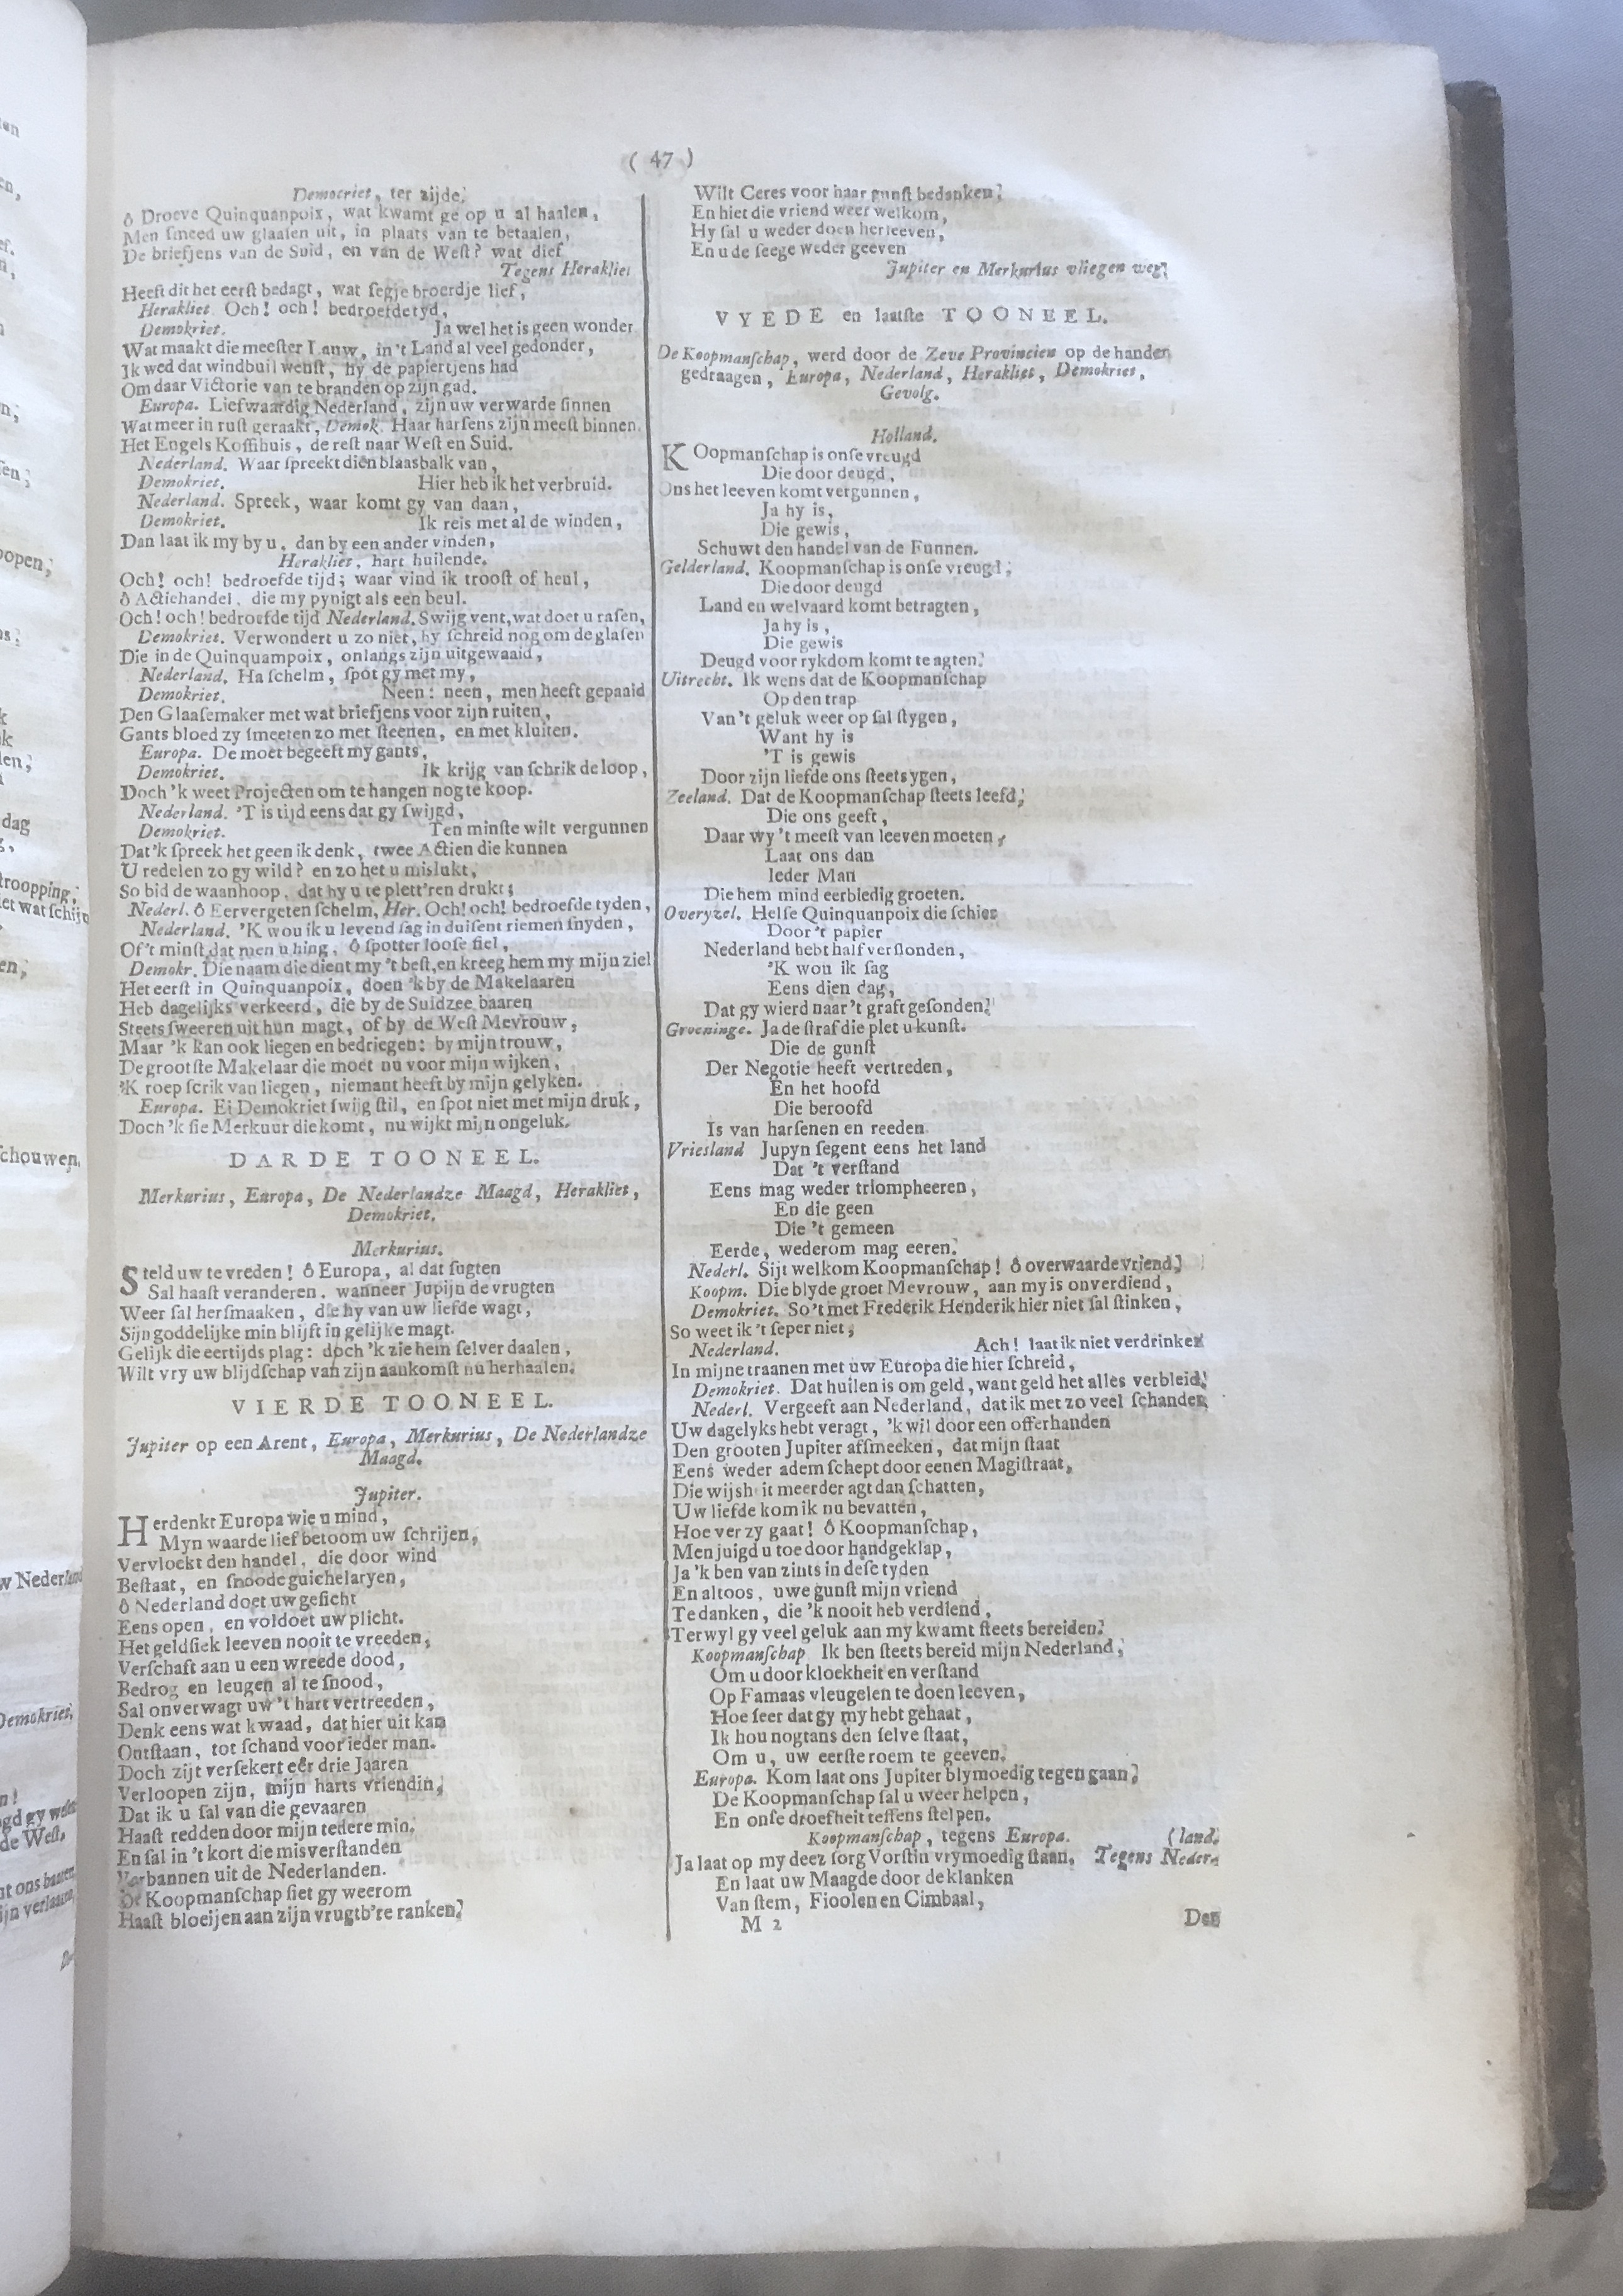 ( 47 )
Democriet, ter zijde.
ô Droeve Quinquanpoix, wat kwamt ge op u al haalen,
Men ſmeed uw glaaſen uit, in plaats van te betaalen,
De briefjens van de Suid, en van de Weſt? wat dief
Tegens Herakliet
Heeft dit het eerſt bedagt, wat ſegje broerdje lief,
Herakliet. Och! och! bedroefde tyd,
Demokriet. Ja wel het is geen wonder
Wat maakt die meeſter Lauw, in 't Land al veel gedonder,
Ik wed dat windbuil wenſt, hy de papiertjens had
Om daar Victorie van te branden op zijn gad.
Europa. Liefwaardig Nederland, zijn uw verwarde ſinnen
Wat meer in ruſt geraakt, Demok. Haar harſens zijn meeſt binnen
Het Engels Koffihuis, de reſt naar Weſt en Suid.
Nederland. Waar ſpreekt dien blaasbalk van,
Demokriet. Hier heb ik het verbruid.
Nederland. Spreek, waar komt gy van daan,
Demokriet. Ik reis met al de winden,
Dan laat ik my by u, dan by een ander vinden,
Herakliet, hart huilende.
Och! och! bedroefde tijd; waar vind ik trooſt of heul,
ô Actiehandel, die my pynigt als een beul.
Och! och! bedroefde tijd Nederland. Swijg vent, wat doet u raſen,
Demokriet. Verwondert u zo niet, hy ſchreid nog om de glaſen
Die in de Quinquampoix, onlangs zijn uitgewaaid,
Nederland. Ha ſchelm, ſpot gy met my,
Demokriet. Neen: neen, men heeft gepaaid
Den Glaaſemaker met wat briefjens voor zijn ruiten,
Gants bloed zy ſmeeten zo met ſteenen, en met kluiten.
Europa. De moet begeeft my gants,
Demokriet. Ik krijg van ſchrik de loop,
Doch 'k weet Projecten om te hangen nog te koop.
Nederland. 'T is tijd eens dat gy ſwijgd,
Demokriet. Ten minſte wilt vergunnen
Dat 'k ſpreek het geen ik denk, twee Actien die kunnen
U redelen zo gy wild? en zo het u mislukt,
So bid de waanhoop, dat hy u te plett'ren drukt;
Nederl. ô Eervergeten ſchelm, Her. Och! och! bedroefde tyden,
Nederland. 'K wou ik u levend ſag in duiſent riemen ſnyden,
Of 't minſt dat men u hing, ô ſpotter looſe fiel,
Demokr. Die naam die dient my 't beſt, en kreeg hem my mijn ziel
Het eerſt in Quinquanpoix, doen 'k by de Makelaaren
Heb dagelijks verkeerd, die by de Suidzee baaren
Steets ſweeren uit hun magt, of by de Weſt Mevrouw,
Maar 'k kan ook liegen en bedriegen: by mijn trouw,
De grootſte Makelaar die moet nu voor mijn wijken,
'K roep ſcrik van liegen, niemant heeft by mijn gelyken.
Europa. Ei Demokriet ſwijg ſtil, en ſpot niet met mijn druk,
Doch 'k ſie Merkuur die komt, nu wijkt mijn ongeluk.
DARDE TOONEEL.
Merkurius, Europa, De Nederlandze Maagd, Herakliet,
Demokriet.
Merkurius.
Steld uw te vreden! ô Europa, al dat ſugten
Sal haaſt veranderen, wanneer Jupijn de vrugten
Weer ſal herſmaaken, die hy van uw liefde wagt,
Sijn goddelijke min blijft in gelijke magt.
Gelijk die eertijds plag: doch 'k zie hem ſelver daalen,
Wilt vry uw blijdſchap van zijn aankomſt nu herhaalen.
VIERDE TOONEEL.
Jupiter op een Arent, Europa, Merkurius, De Nederlandze
Maagd.
Jupiter.
Herdenkt Europa wie u mind,
Myn waarde lief betoom uw ſchrijen,
Vervloekt den handel, die door wind
Beſtaat, en ſnoode guichelaryen,
ô Nederland doet uw geſicht
Eens open, en voldoet uw plicht.
Het geldſiek leeven nooit te vreeden,
Verſchaft aan u een wreede dood,
Bedrog en leugen al te ſnood,
Sal onverwagt uw 't hart vertreeden,
Denk eens wat kwaad, dat hier uit kan
Ontſtaan, tot ſchand voor ieder man.
Doch zijt verſekert eêr drie Jaaren
Verloopen zijn, mijn harts vriendin,
Dat ik u ſal van die gevaaren
Haaſt redden door mijn tedere min.
En ſal in 't kort die misverſtanden
Verbannen uit de Nederlanden.
De Koopmanſchap ſiet gy weerom
Haaſt bloeijen aan zijn vrugtb're ranken,
Wilt Ceres voor haar gunſt bedanken,
En hiet die vriend weer welkom,
Hy ſal u weder doen herleeven,
En u de ſeege weder geeven
Jupiter en Merkurius vliegen weg.
VYEDE en laatſte TOONEEL.
De Koopmanſchap, werd door de Zeve Provincien op de handen
gedraagen, Europa, Nederland, Herakliet, Demokriet,
Gevolg.
Holland.
KOopmanſchap is onſe vreugd
Die door deugd,
Ons het leeven komt vergunnen,
Ja hy is,
Die gewis,
Schuwt den handel van de Funnen.
Gelderland. Koopmanſchap is onſe vreugd,
Die door deugd
Land en welvaard komt betragten,
Ja hy is,
Die gewis
Deugd voor rykdom komt te agten.
Uitrecht. Ik wens dat de Koopmanſchap
Op den trap
Van 't geluk weer op ſal ſtygen,
Want hy is
'T is gewis
Door zijn liefde ons ſteets ygen,
Zeeland. Dat de Koopmanſchap ſteets leefd,
Die ons geeft,
Daar wy 't meeſt van leeven moeten,
Laat ons dan
Ieder Man
Die hem mind eerbledig groeten.
Overyzel. Helſe Quinquanpoix die ſchier
Door 't papier
Nederland hebt half verſlonden,
'K wou ik ſag
Eens dien dag,
Dat gy wierd naar 't graft geſonden.
Groeninge. Ja de ſtraf die plet u kunſt.
Die de gunſt
Der Negotie heeft vertreden,
En het hoofd
Die beroofd
Is van harſenen en reeden.
Vriesland Jupyn ſegent eens het land
Dat 't verſtand
Eens mag weder triompheeren,
En die geen
Die 't gemeen
Eerde, wederom mag eeren.
Nederl. Sijt welkom Koopmanſchap! ô overwaarde vriend,
Koopm. Die blyde groet Mevrouw, aan my is onverdiend,
Demokriet. So 't met Frederik Henderik hier niet ſal ſtinken,
So weet ik 't ſeper niet,
Nederland. Ach! laat ik niet verdrinken
In mijne traanen met uw Europa die hier ſchreid,
Demokriet. Dat huilen is om geld, want geld het alles verbleid,
Nederl. Vergeeft aan Nederland, dat ik met zo veel ſchanden,
Uw dagelyks hebt veragt, 'k wil door een offerhanden
Den grooten Jupiter afſmeeken, dat mijn ſtaat
Eens weder adem ſchept door eenen Magiſtraat,
Die wijsheit meerder agt dan ſchatten,
Uw liefde kom ik nu bevatten,
Hoe ver zy gaat! ô Koopmanſchap,
Men juigd u toe door handgeklap,
Ja 'k ben van zints in deſe tyden
En altoos, uwe gunſt mijn vriend
Te danken, die 'k nooit heb verdiend,
Terwyl gy veel geluk aan my kwamt ſteets bereiden.
Koopmanſchap Ik ben ſteets bereid mijn Nederland,
Om u door kloekheit en verſtand
Op Famaas vleugelen te doen leeven,
Hoe ſeer dat gy my hebt gehaat,
Ik hou nogtans den ſelve ſtaat,
Om u, uw eerſte roem te geeven.
Europa. Kom laat ons Jupiter blymoedig tegen gaan,
De Koopmanſchap ſal u weer helpen,
En onſe droefheit teffens ſtelpen.
Koopmanſchap, tegens Europa. (land.
Ja laat op my deez ſorg Vorſtin vrymoedig ſtaan. Tegens Neder-
En laat uw Maagde door de klanken
Van ſtem, Fioolen en Cimbaal,
M 2 Den